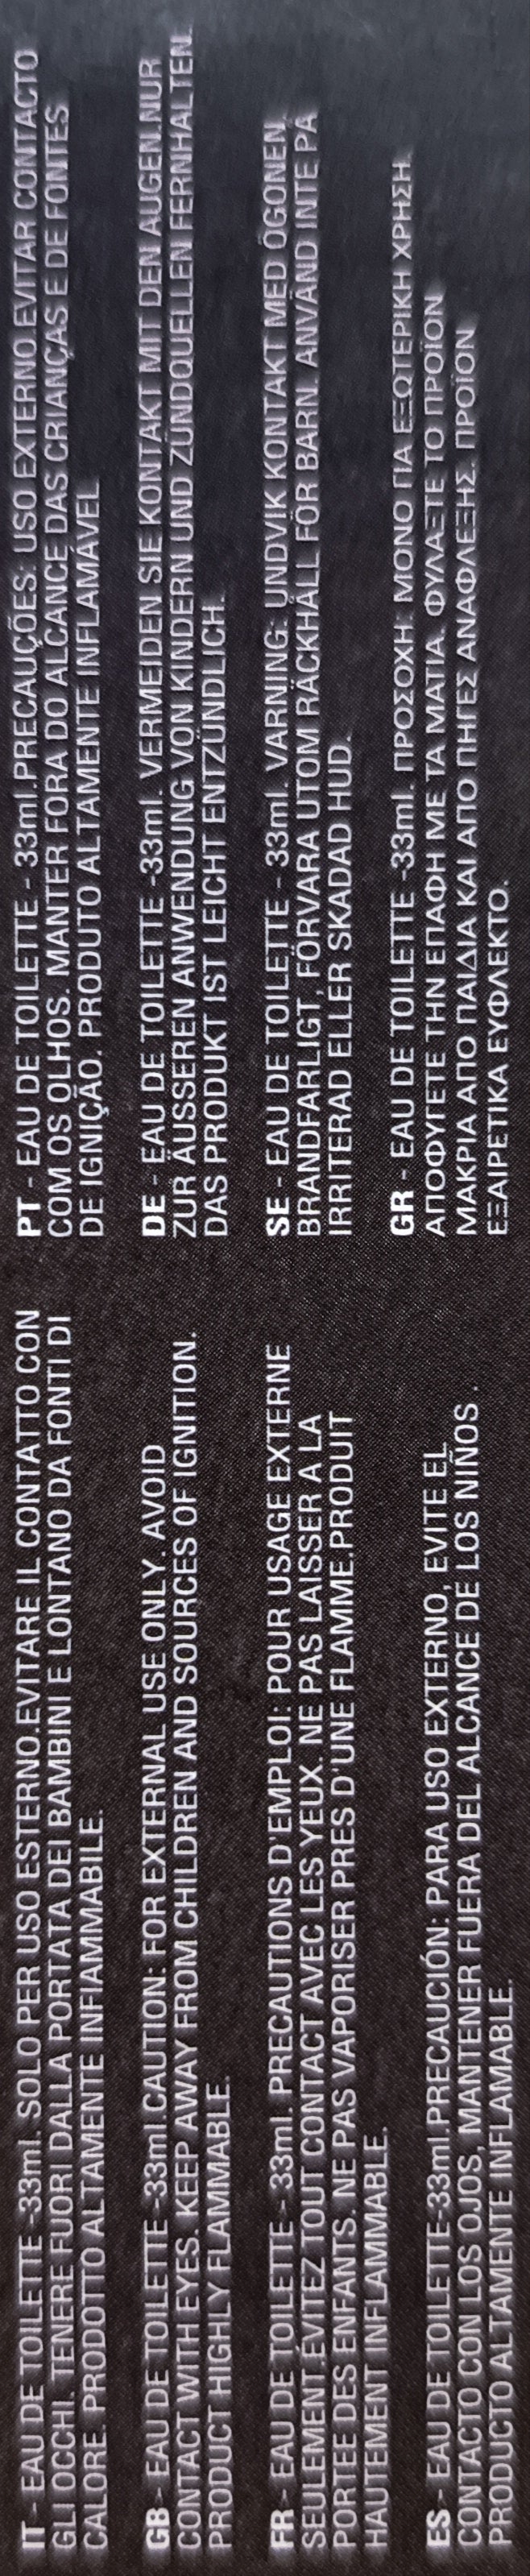 IT - EAU DE TOILETTE -33ml. SOLO PER USO ESTERNO.EVITARE IL CONTATTO CON
GLI OCCHI. TENERE FUORI DALLA PORTATA DEI BAMBINI E LONTANO DA FONTI DI
CALORE. PRODOTTO ALTAMENTE INFIAMMABILE.
GB - EAU DE TOILETTE -33ml.CAUTION: FOR EXTERNAL USE ONLY. AVOID
CONTACT WITH EYES. KEEP AWAY FROM CHILDREN AND SOURCES OF IGNITION.
PRODUCT HIGHLY FLAMMABLE.
FR - EAU DE TOILETTE - 33ml. PRECAUTIONS D'EMPLOI: POUR USAGE EXTERNE
SEULEMENT.EVITEZ TOUT CONTACT AVEC LES YEUX. NE PAS LAISSER A LA
PORTEE DES ENFANTS. NE PAS VAPORISER PRES D'UNE FLAMME.PRODUIT
HAUTEMENT INFLAMMABLE.
ES - EAU DE TOILETTE-33ml.PRECAUCIÓN: PARA USO EXTERNO, EVITE EL
CONTACTO CON LOS OJOS, MANTENER FUERA DEL ALCANCE DE LOS NIÑOS .
PRODUCTO ALTAMENTE INFLAMABLE.
PT - EAU DE TOILETTE - 33ml.PRECAUÇÕES: USO EXTERNO.EVITAR CONTACTO
COM OS OLHOS. MANTER FORA DO ALCANCE DAS CRIANÇAS E DE FONTES
DE IGNIÇÃO. PRODUTO ALTAMENTE INFLAMÁVEL
DE - EAU DE TOILETTE -33ml. VERMEIDEN SIE KONTAKT MIT DEN AUGEN.NUR
ZUR ÄUSSEREN ANWENDUNG VON KINDERN UND ZÜNDQUELLEN FERNHALTEN.
DAS PRODUKT IST LEICHT ENTZÜNDLICH.
SE - EAU DE TOILETTE - 33ml. VARNING: UNDVIK KONTAKT MED ÖGONEN,
BRANDFARLIGT, FÖRVARA UTOM RÄCKHÅLL FÖR BARN. ANVÄND INTE PÅ
IRRITERAD ELLER SKADAD HUD.
GR - EAU DE TOILETTE -33ml. ΠΡΟΣΟΧΗ: ΜΟΝΟ ΓΙΑ ΕΞΩΤΕΡΙΚΗ ΧΡΗΣΗ.
ΑΠΟΦΥΓΕΤΕ ΤΗΝ ΕΠΑΦΗ ΜΕ ΤΑ ΜΑΤΙΑ. ΦΥΛΑΞΤΕ ΤΟ ΠΡΟΪΟΝ
ΜΑΚΡΙΑ ΑΠΟ ΠΑΙΔΙΑ ΚΑΙ ΑΠΟ ΠΗΓΕΣ ΑΝΑΦΛΕΞΗΣ. ΠΡΟΪΟΝ
ΕΞΑΙΡΕΤΙΚΑ ΕΥΦΛΕΚΤΟ.